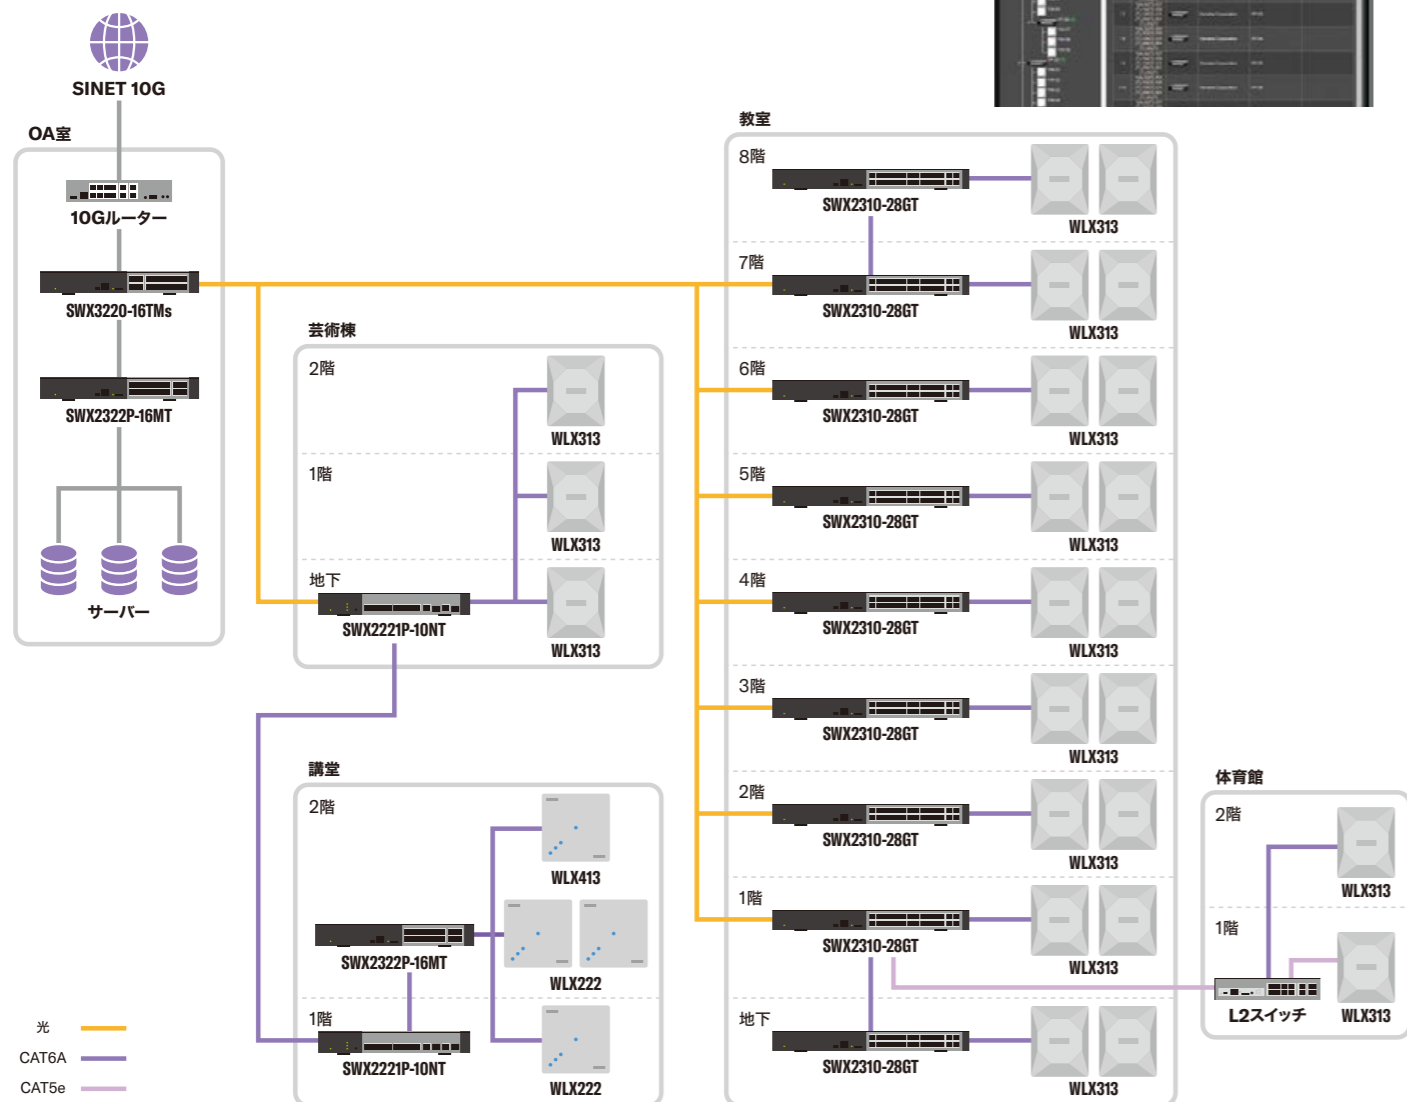 SINET 10G
OA室
10Gルーター
SWX3220-16TMs
SWX2322P-16MT
サーバー
芸術棟
2階
WLX313
1階
WLX313
地下
SWX2221P-10NT
WLX313
講堂
2階
WLX413
SWX2322P-16MT
WLX222
1階
SWX2221P-10NT
WLX222
教室
8階
SWX2310-28GT
WLX313
7階
SWX2310-28GT
WLX313
6階
SWX2310-28GT
WLX313
5階
SWX2310-28GT
WLX313
4階
SWX2310-28GT
WLX313
3階
SWX2310-28GT
WLX313
2階
SWX2310-28GT
WLX313
1階
SWX2310-28GT
WLX313
地下
SWX2310-28GT
WLX313
体育館
2階
WLX313
1階
L2スイッチ
WLX313
光
CAT6A
CAT5e